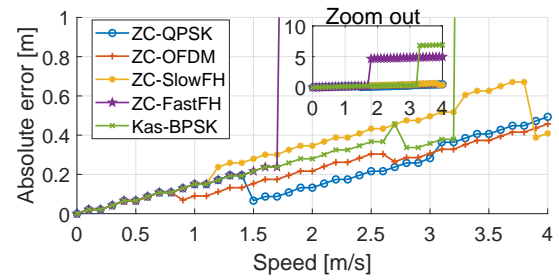 Zoom out
10
5
0
0 1 2 3 4
ZC-QPSK
ZC-OFDM
ZC-SlowFH
ZC-FastFH
Kas-BPSK
Absolute error [m]
1
0.8
0.6
0.4
0.2
0
0 0.5 1 1.5 2 2.5 3 3.5 4
Speed [m/s]